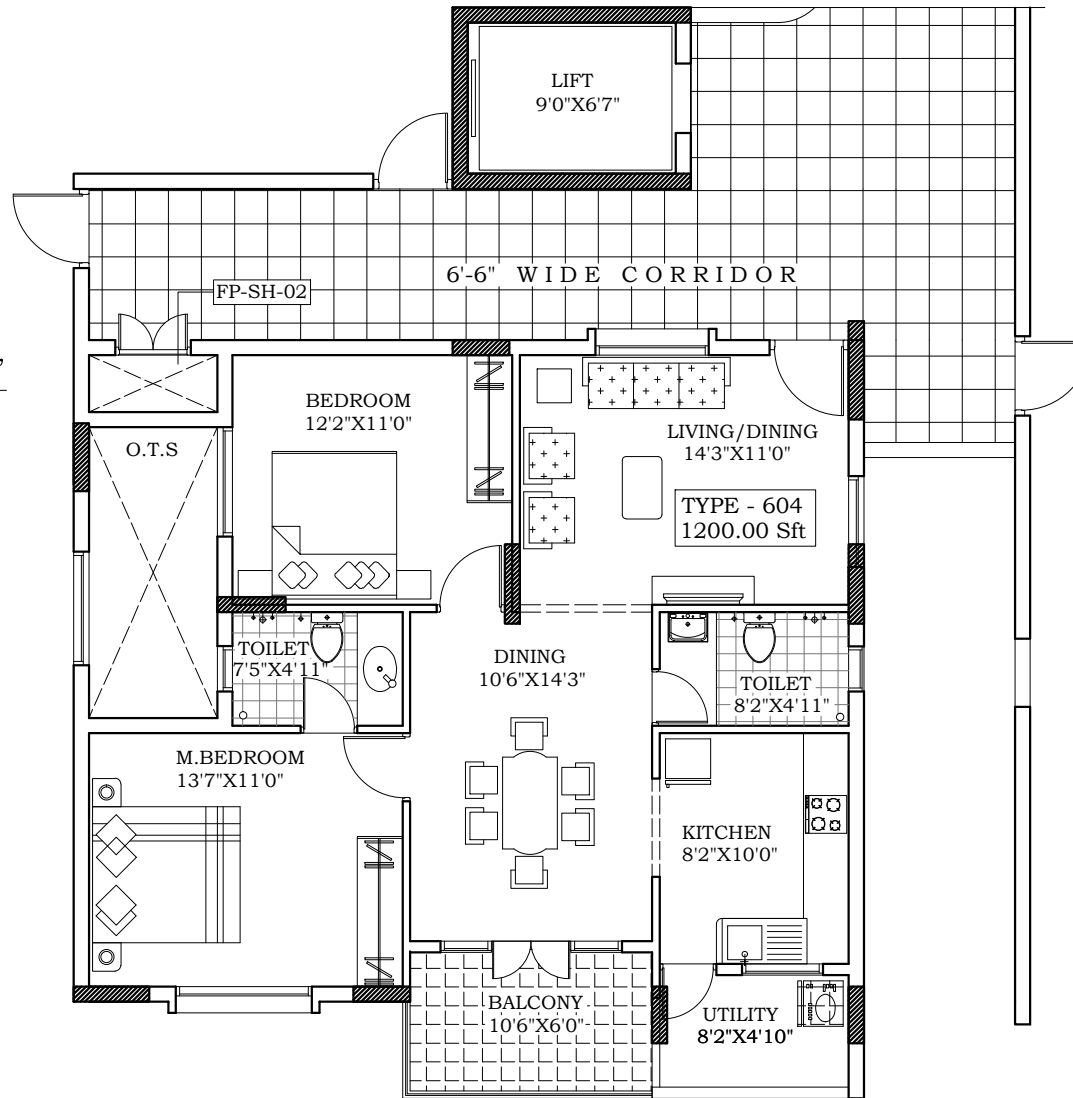 LIFT
9'0"X6'7"
6'-6" WIDE CORRIDOR
FP-SH-02
BEDROOM
12'2"X11'0"
LIVING/DINING
14'3"X11'0"
O.T.S
TYPE - 604
1200.00 Sft
TOILET
7'5"X4'11"
DINING
10'6"X14'3"
TOILET
8'2"X4'11"
M.BEDROOM
13'7"X11'0"
KITCHEN
8'2"X10'0"
BALCONY
10'6"X6'0"
UTILITY
8'2"X4'10"